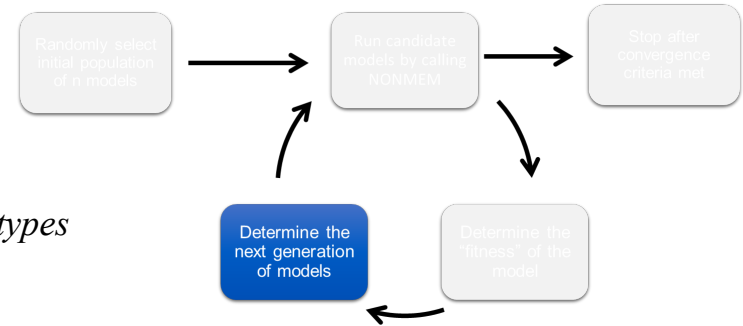 Randomly select
initial population
of n models
Run candidate
models by calling
NONMEM
Stop after
convergence
criteria met
types
Determine the
next generation
of models
Determine the
"fitness" of the
model